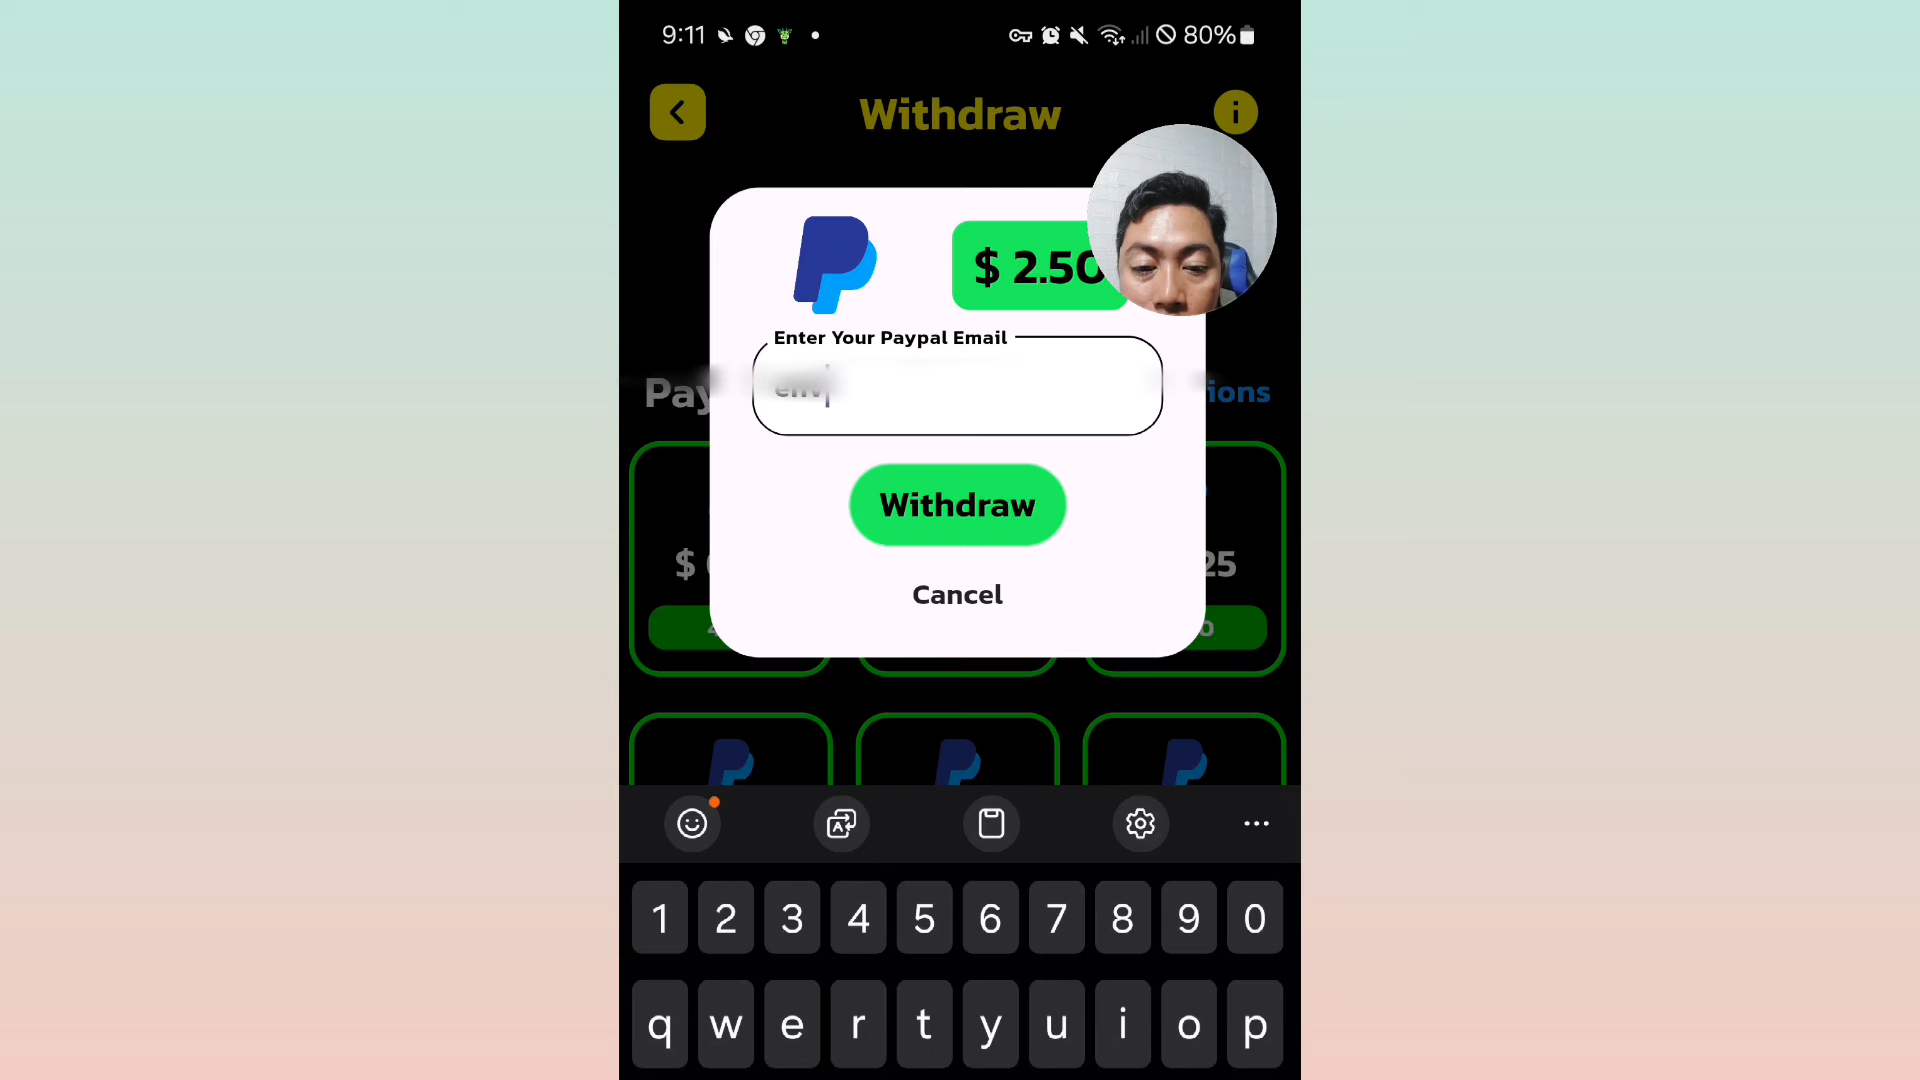 9:11 80%
Withdraw
$ 2.50
Enter Your Paypal Email
Pay ions
Withdraw
$ 25
Cancel
1 2 3 4 5 6 7 8 9 0
q w e r t y u i o p